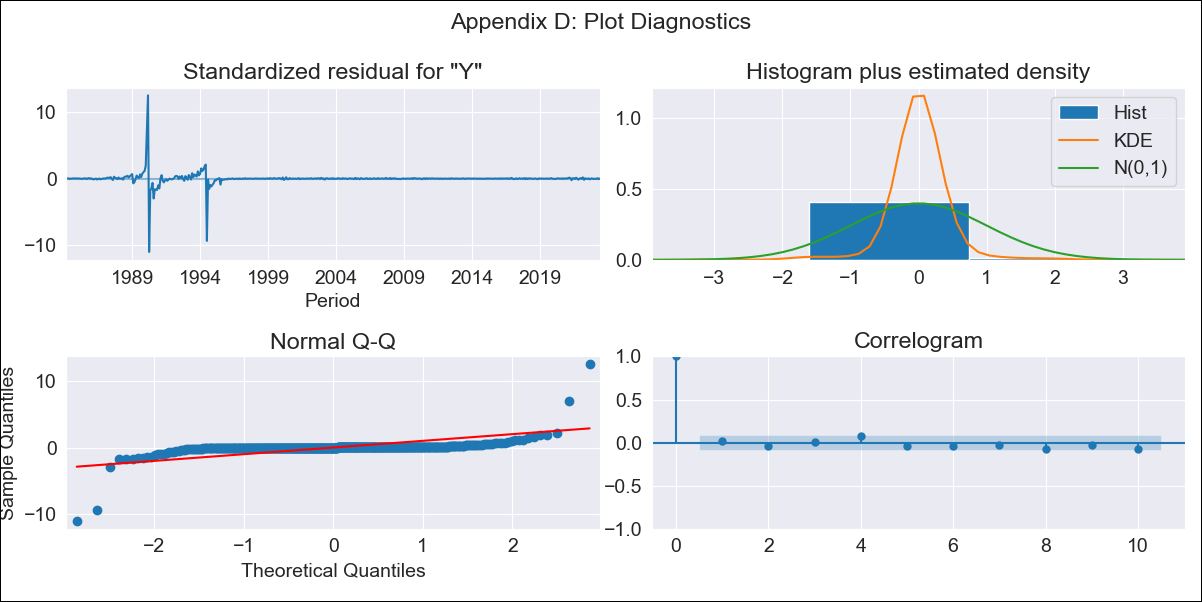 Appendix D: Plot Diagnostics
Standardized residual for "Y"
10
0
−10
1989 1994 1999 2004 2009 2014 2019
Period
Histogram plus estimated density
1.0
0.5
0.0
−3 −2 −1 0 1 2 3
Hist
KDE
N(0,1)
Normal Q-Q
Sample Quantiles
10
0
−10
−2 −1 0 1 2
Theoretical Quantiles
Correlogram
1.0
0.5
0.0
−0.5
−1.0
0 2 4 6 8 10